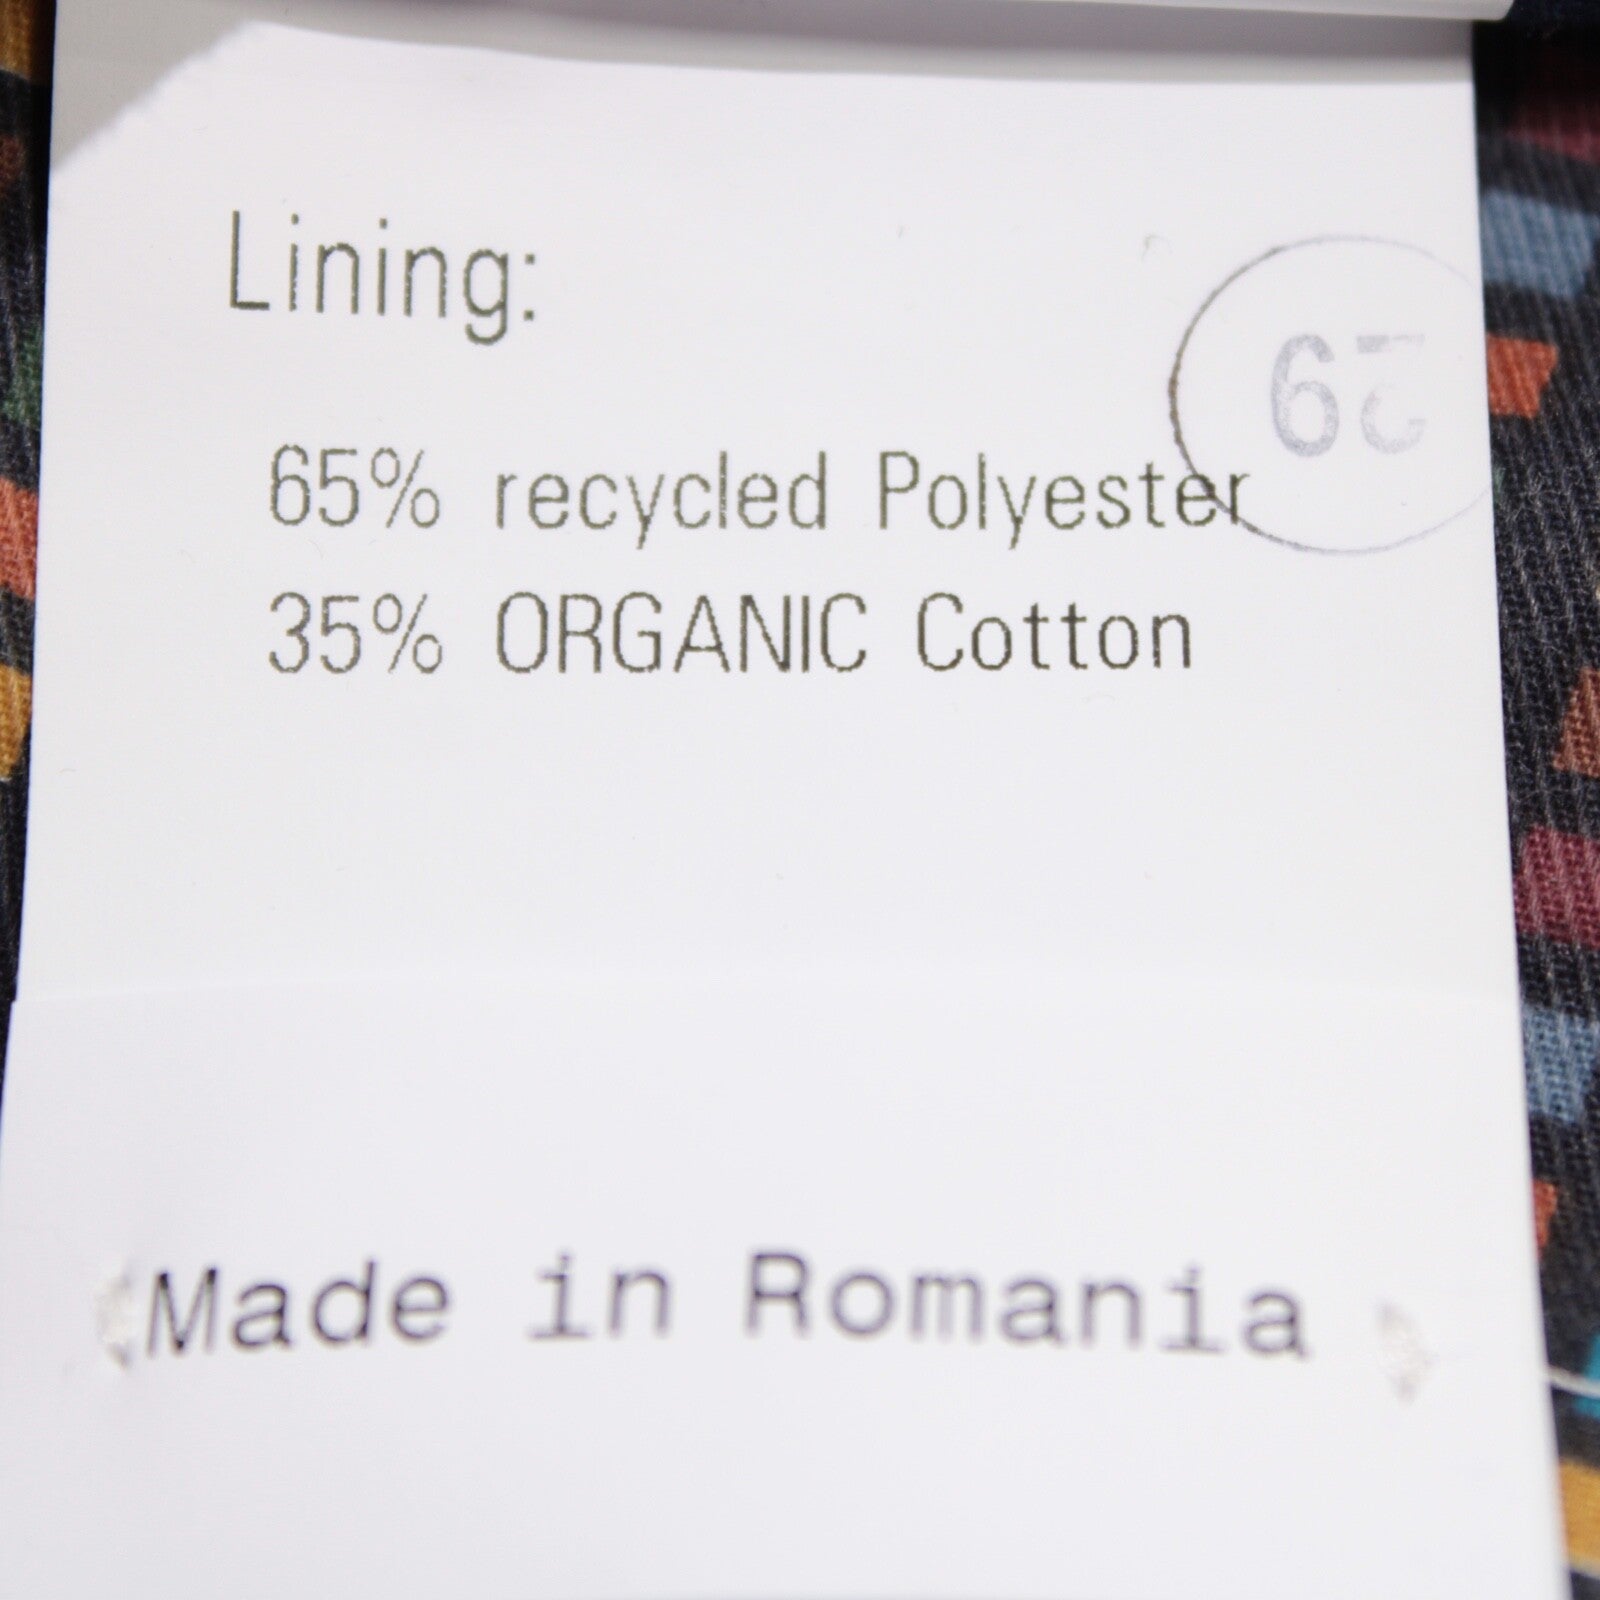 Lining:
65% recycled Polyester
35% ORGANIC Cotton
Made in Romania